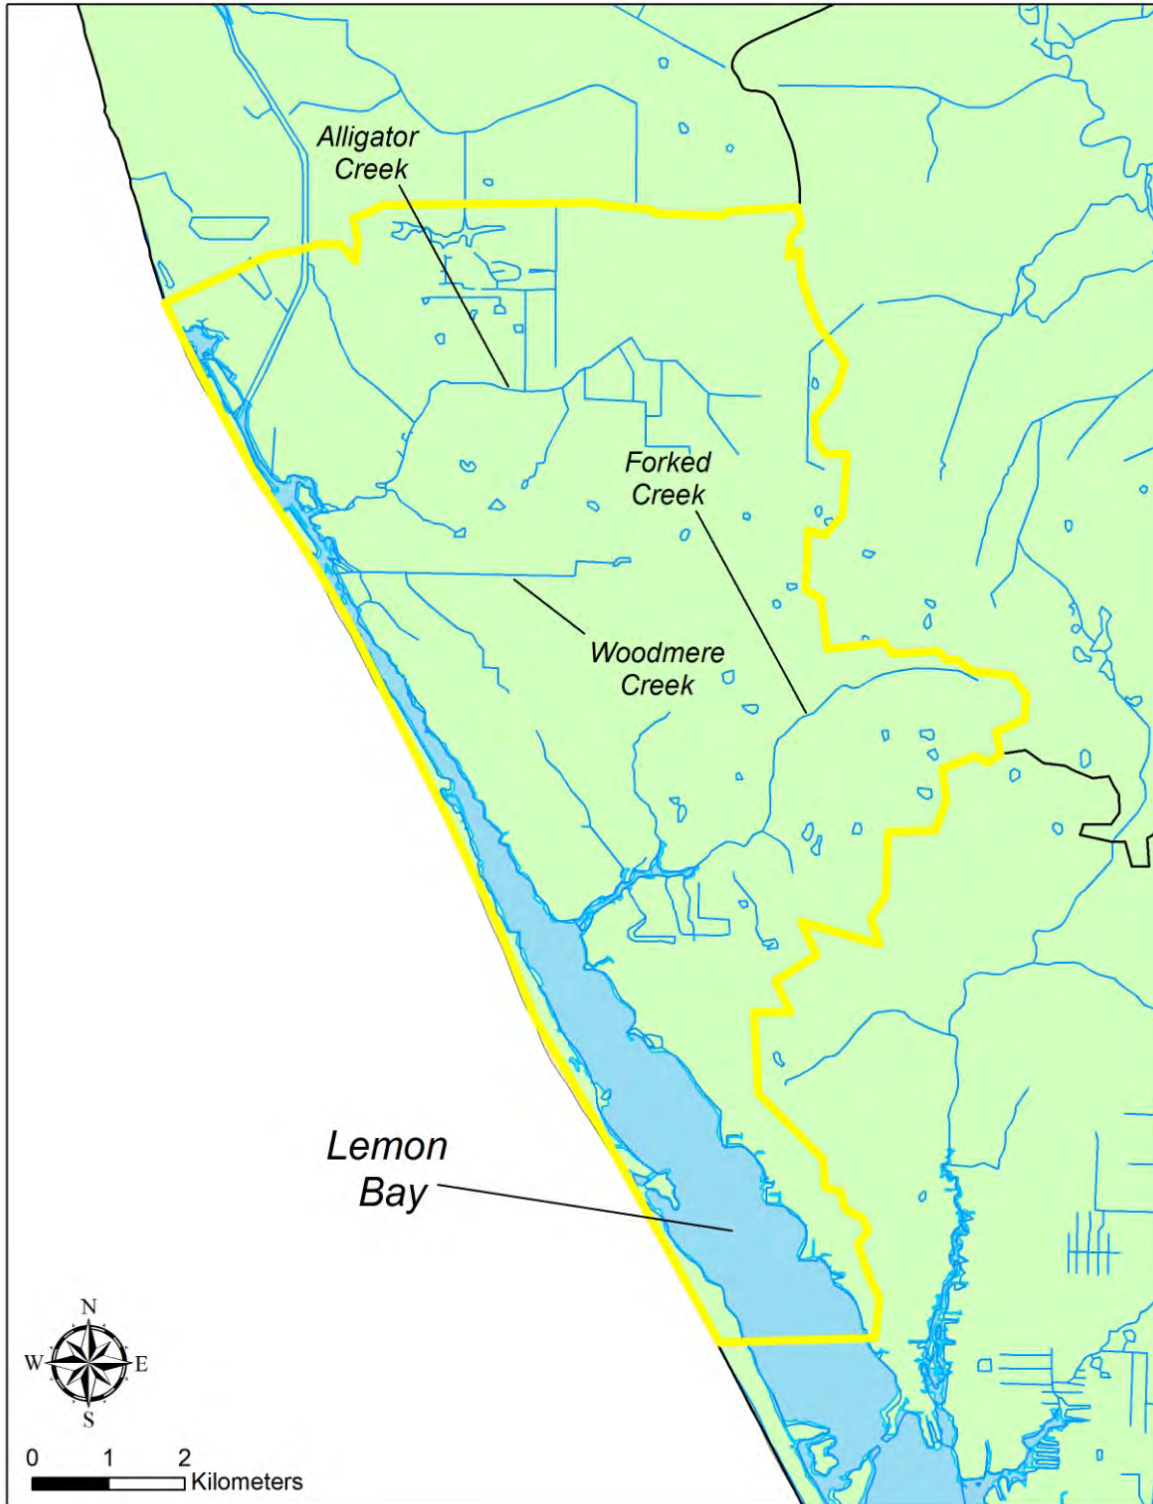 Alligator
Creek
Forked
Creek
Woodmere
Creek
Lemon
Bay
N
W E
S
0 1 2
Kilometers